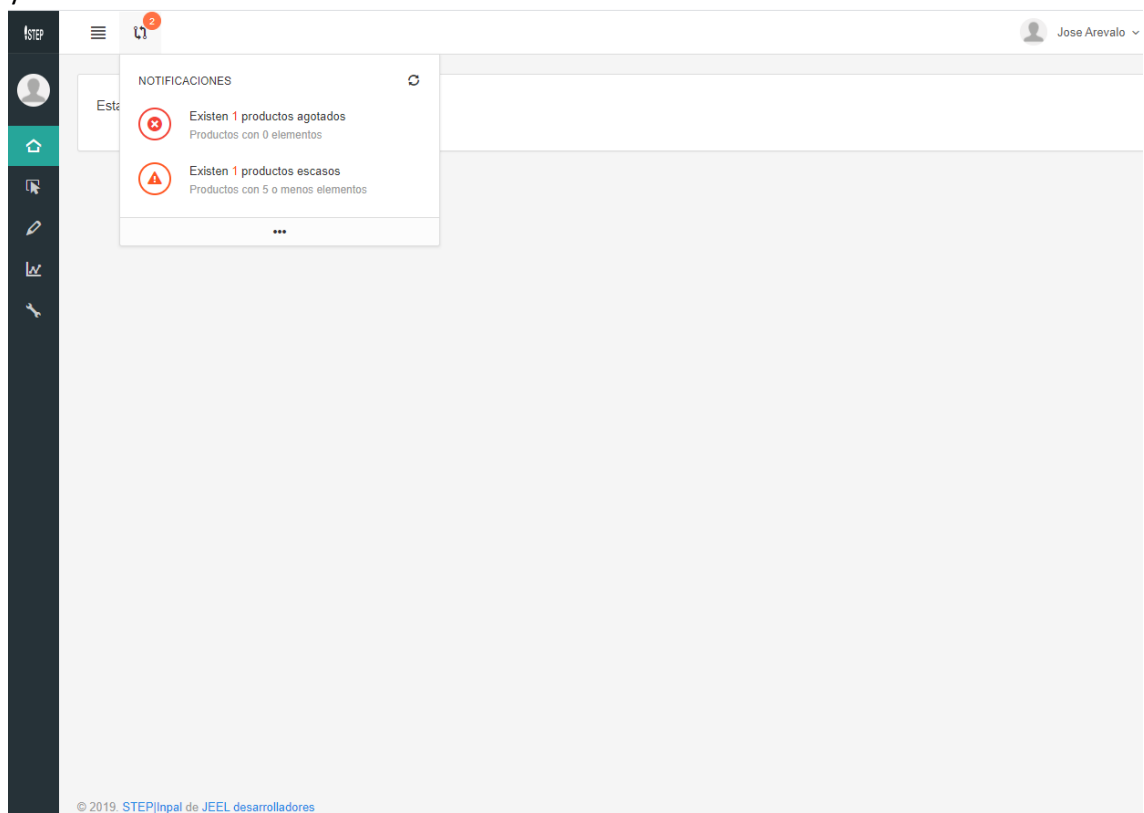 STEP
2
Jose Arevalo
NOTIFICACIONES
Esta
Existen 1 productos agotados
Productos con 0 elementos
Existen 1 productos escasos
Productos con 5 o menos elementos
•••
© 2019. STEP|Inpal de JEEL desarrolladores